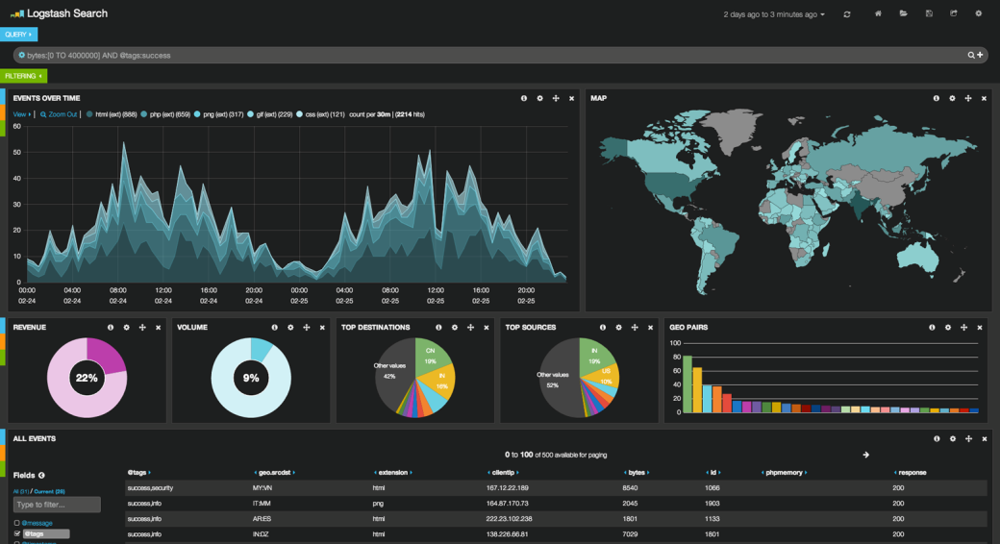 Logstash Search
2 days ago to 3 minutes ago
QUERY
bytes:[0 TO 4000000] AND @tags:success
FILTERING
EVENTS OVER TIME
View | Zoom Out | html (ext) (888) php (ext) (659) png (ext) (317) gif (ext) (229) css (ext) (121) count per 30m | (2214 hits)
60
50
40
30
20
10
0
00:00 04:00 08:00 12:00 16:00 20:00 00:00 04:00 08:00 12:00 16:00 20:00
02-24 02-24 02-24 02-24 02-24 02-24 02-25 02-25 02-25 02-25 02-25 02-25
MAP
REVENUE
22%
VOLUME
9%
TOP DESTINATIONS
CN
19%
IN
16%
Other values
42%
TOP SOURCES
IN
19%
US
10%
Other values
52%
GEO PAIRS
100
80
60
40
20
0
ALL EVENTS
0 to 100 of 500 available for paging
Fields
All (31) / Current (26)
Type to filter...
@message
@tags
@timestamp
@tags geo.srcdst extension clientip bytes id phpmemory response
success,security MY:VN html 167.12.22.189 8540 1066 200
success,info IT:MM png 164.87.170.73 2045 1903 200
success,info AR:ES html 222.23.102.238 1801 1133 200
success,info IN:DZ html 138.226.66.81 7029 1801 200